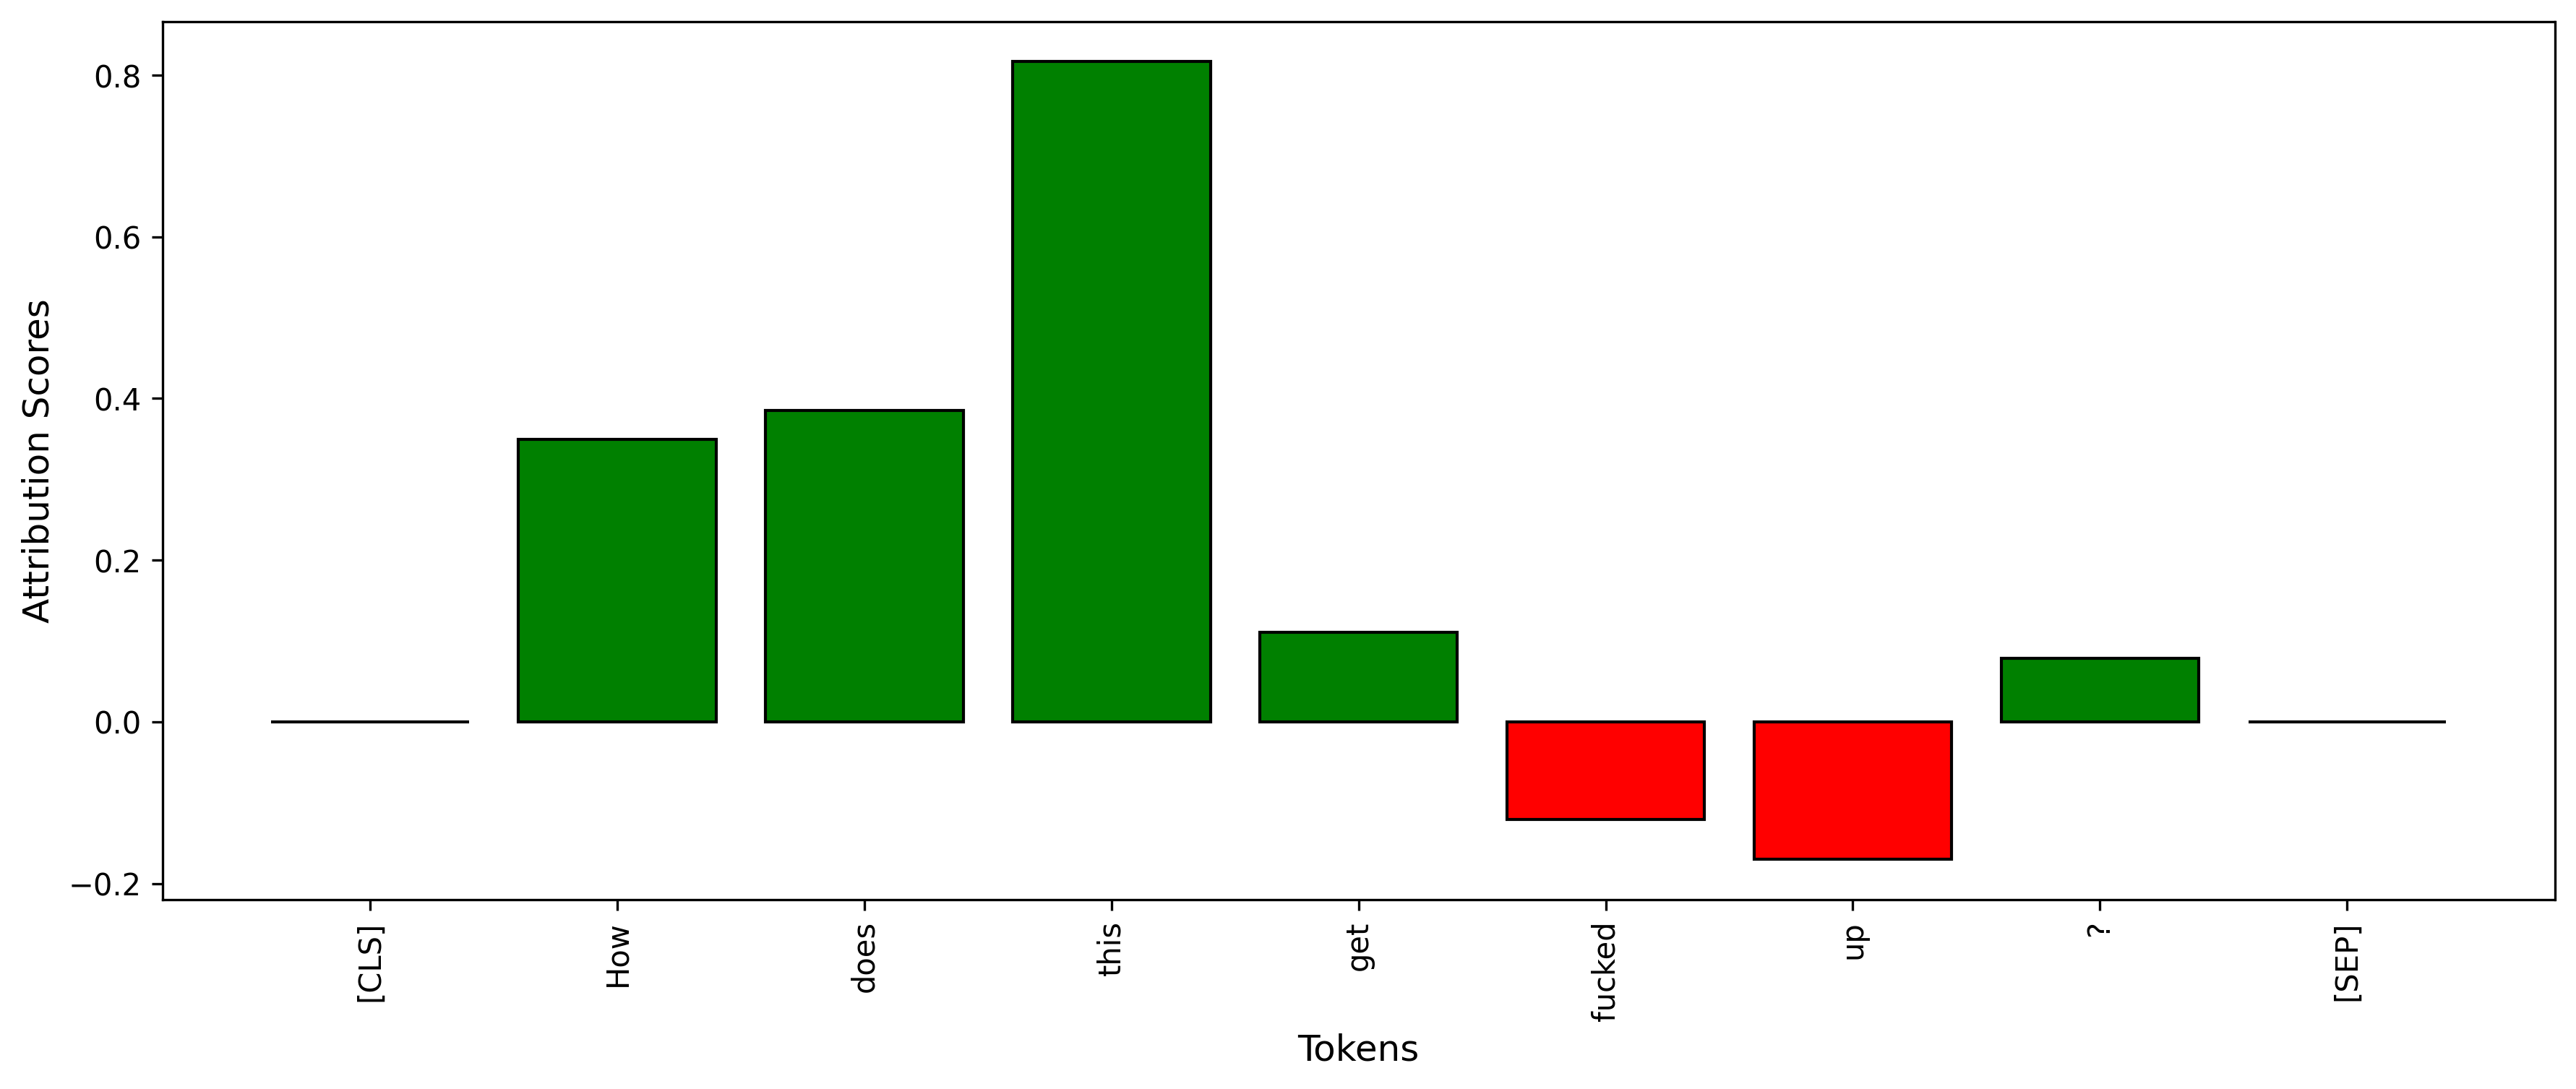 Attribution Scores
0.8
0.6
0.4
0.2
0.0
−0.2
[CLS]
How
does
this
get
fucked
up
?
[SEP]
Tokens